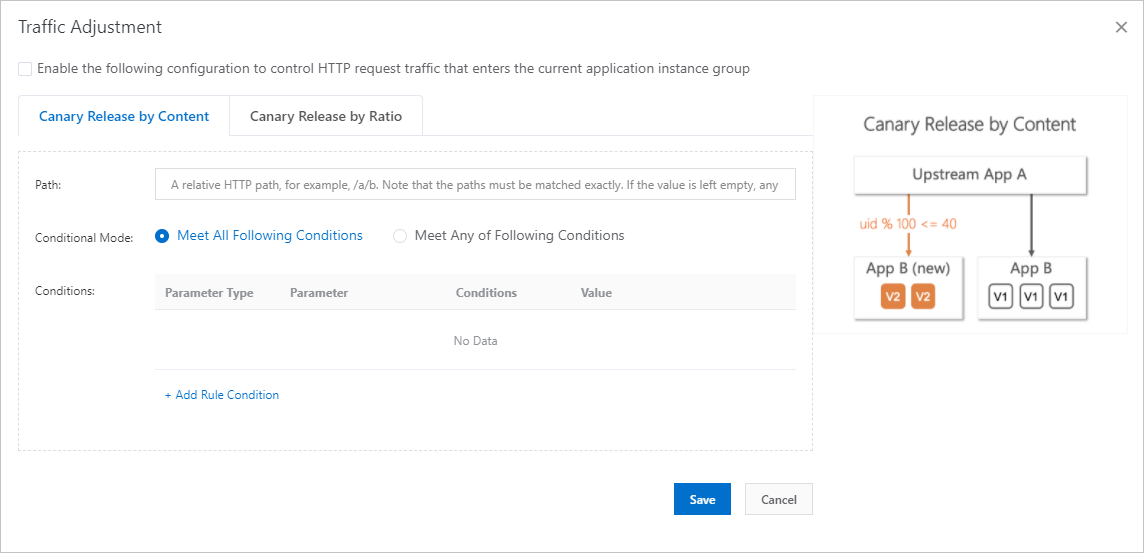 Traffic Adjustment
Enable the following configuration to control HTTP request traffic that enters the current application instance group
Canary Release by Content
Canary Release by Ratio
Path:
A relative HTTP path, for example, /a/b. Note that the paths must be matched exactly. If the value is left empty, any
Conditional Mode:
Meet All Following Conditions
Meet Any of Following Conditions
Conditions:
Parameter Type Parameter Conditions Value
No Data
+ Add Rule Condition
Save
Cancel
Canary Release by Content
Upstream App A
uid % 100 <= 40
App B (new)
V2 V2
App B
V1 V1 V1